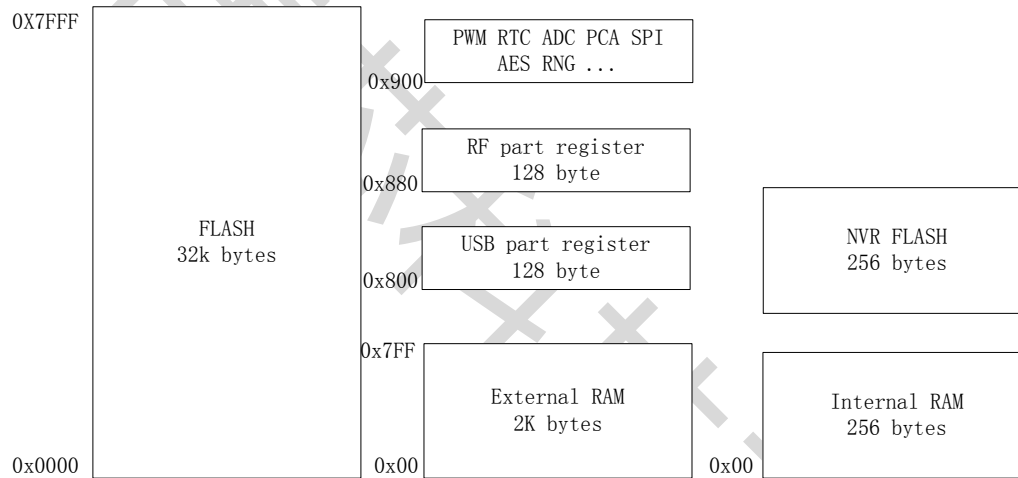 0X7FFF
PWM RTC ADC PCA SPI
AES RNG ...
0x900
RF part register
128 byte
0x880
FLASH
32k bytes
USB part register
128 byte
0x800
NVR FLASH
256 bytes
0x7FF
External RAM
2K bytes
Internal RAM
256 bytes
0x0000
0x00
0x00